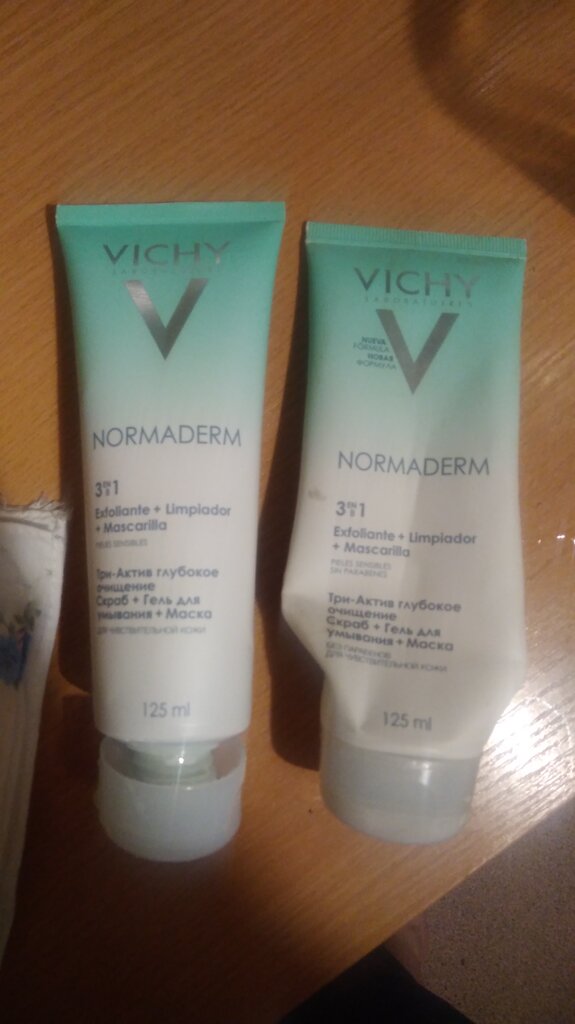 VICHY
LABORATOIRES
NORMADERM
3 EN В 1
Exfoliante + Limpiador
+ Mascarilla
PIELES SENSIBLES
Три-Актив глубокое
очищение
Скраб + Гель для
умывания + Маска
ДЛЯ ЧУВСТВИТЕЛЬНОЙ КОЖИ
125 ml
VICHY
LABORATOIRES
NUEVA
FÓRMULA
НОВАЯ
ФОРМУЛА
NORMADERM
3 EN В 1
Exfoliante + Limpiador
+ Mascarilla
PIELES SENSIBLES
SIN PARABENES
Три-Актив глубокое
очищение
Скраб + Гель для
умывания + Маска
БЕЗ ПАРАБЕНОВ
ДЛЯ ЧУВСТВИТЕЛЬНОЙ КОЖИ
125 ml